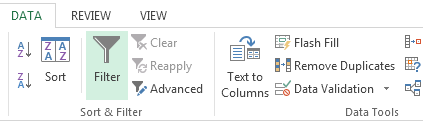 DATA REVIEW VIEW
A Z
Z A
Z A A Z
Sort
Filter
Clear
Reapply
Advanced
Sort & Filter
Text to
Columns
Flash Fill
Remove Duplicates
Data Validation
Data Tools